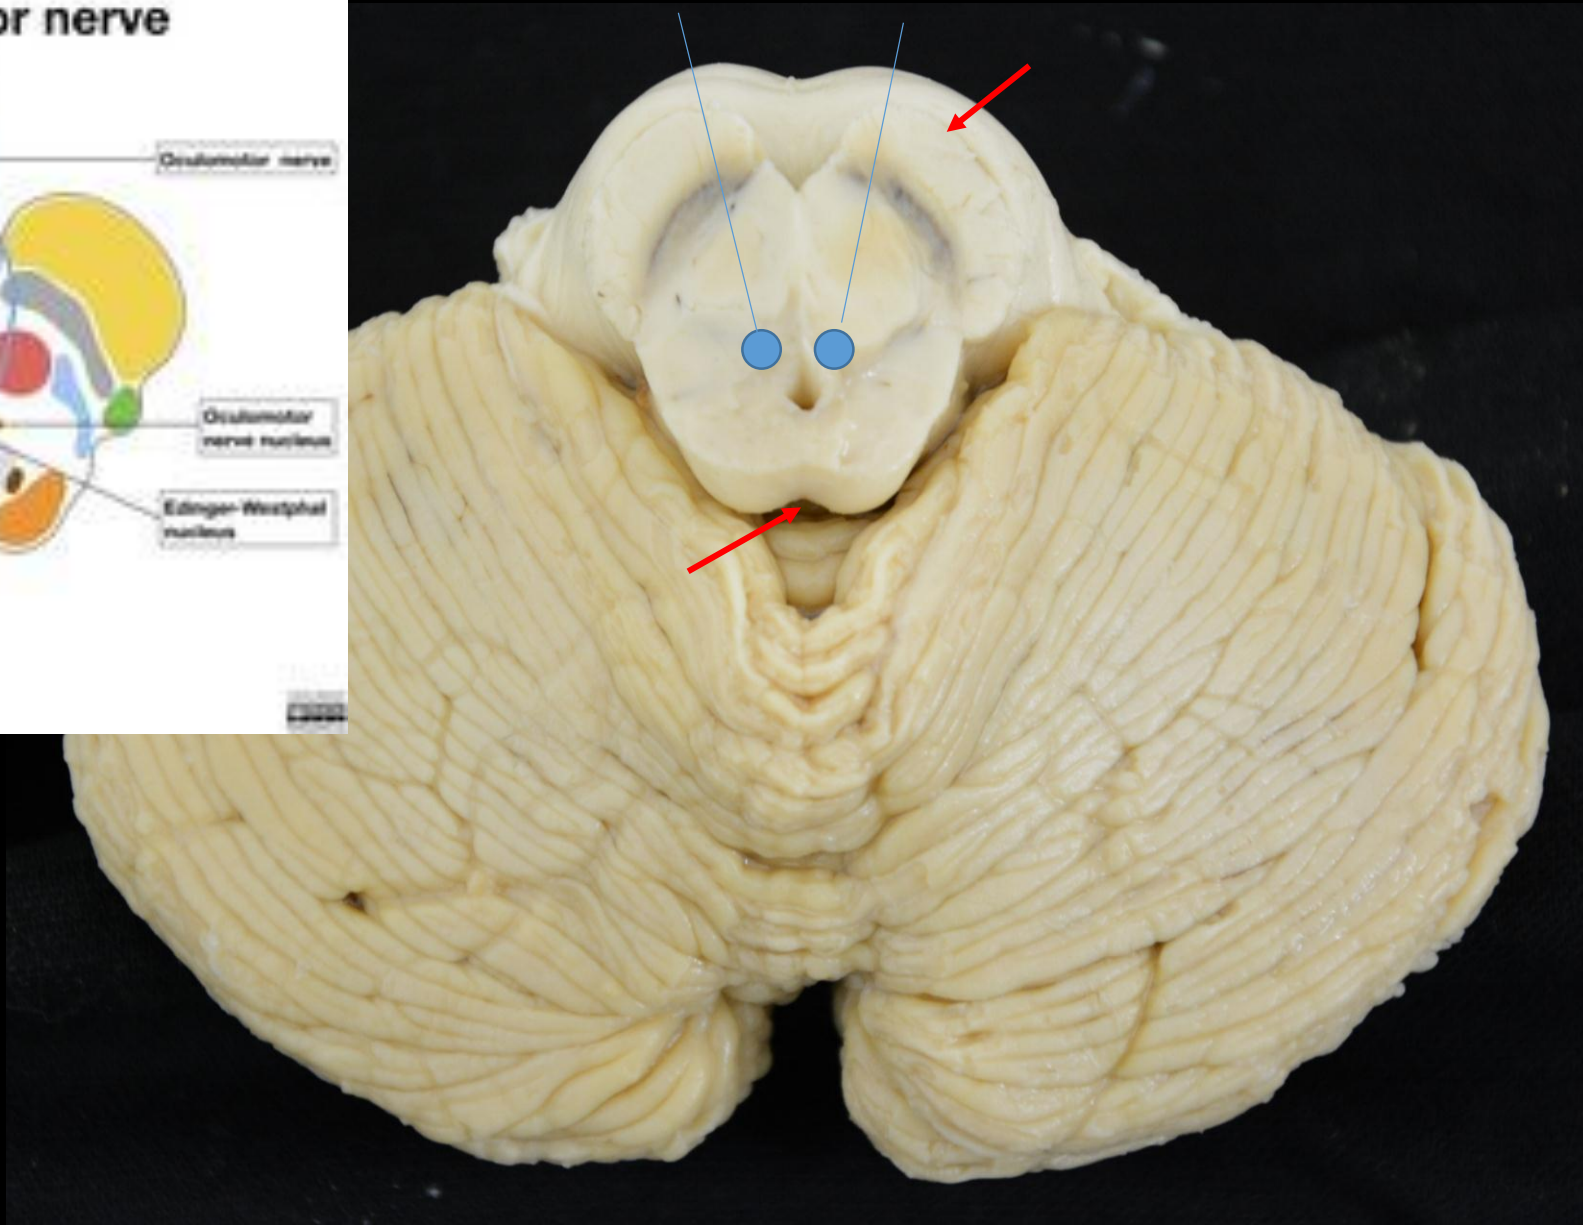 or nerve
Oculomotor nerve
Oculomotor
nerve nucleus
Edinger-Westphal
nucleus